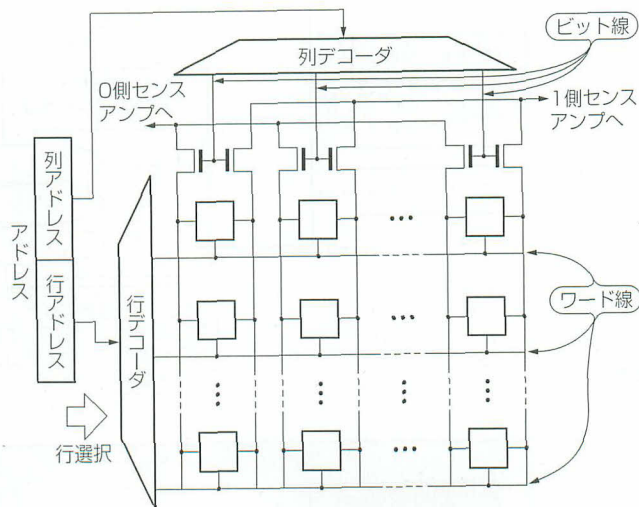 ビット線
列デコーダ
0側センス
アンプへ
1側センス
アンプへ
アドレス
列アドレス
行アドレス
行デコーダ
ワード線
行選択